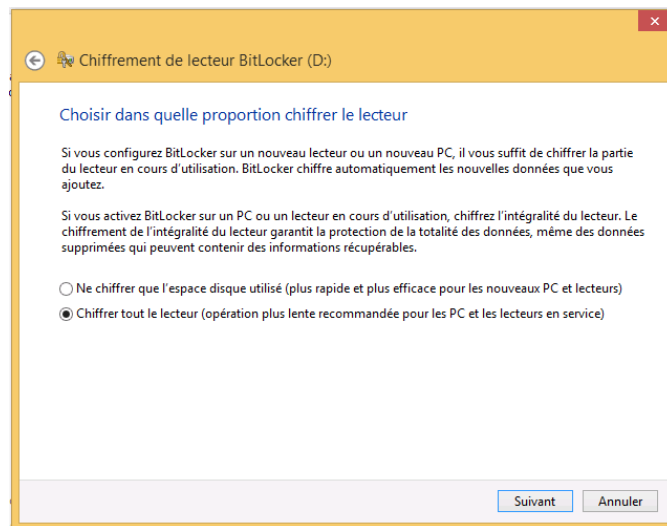 Chiffrement de lecteur BitLocker (D:)
Choisir dans quelle proportion chiffrer le lecteur
Si vous configurez BitLocker sur un nouveau lecteur ou un nouveau PC, il vous suffit de chiffrer la partie
du lecteur en cours d'utilisation. BitLocker chiffre automatiquement les nouvelles données que vous
ajoutez.
Si vous activez BitLocker sur un PC ou un lecteur en cours d'utilisation, chiffrez l'intégralité du lecteur. Le
chiffrement de l'intégralité du lecteur garantit la protection de la totalité des données, même des données
supprimées qui peuvent contenir des informations récupérables.
Ne chiffrer que l'espace disque utilisé (plus rapide et plus efficace pour les nouveaux PC et lecteurs)
Chiffrer tout le lecteur (opération plus lente recommandée pour les PC et les lecteurs en service)
Suivant Annuler